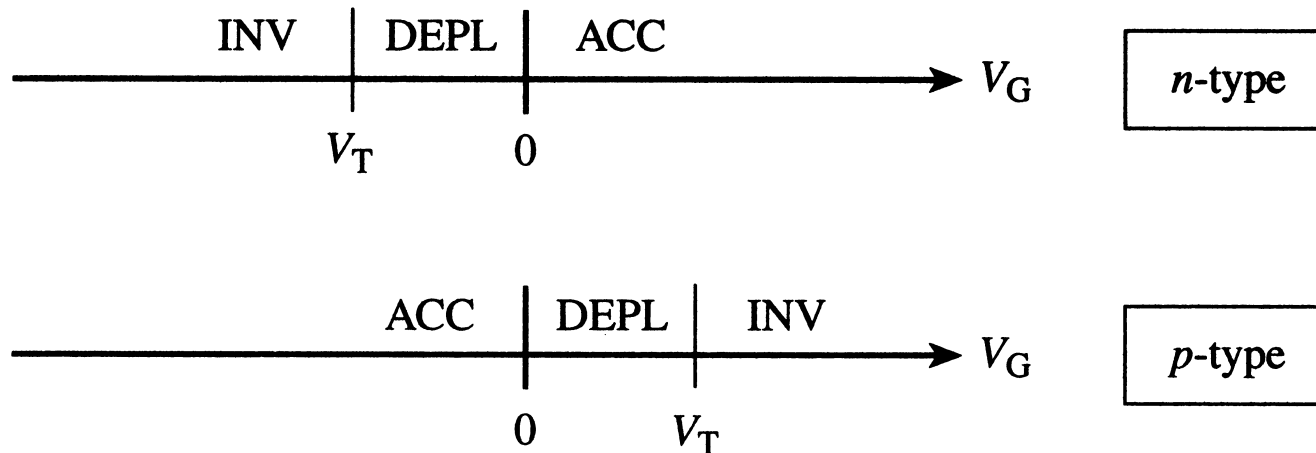 INV DEPL ACC
V_G n-type
V_T 0
ACC DEPL INV
V_G p-type
0 V_T